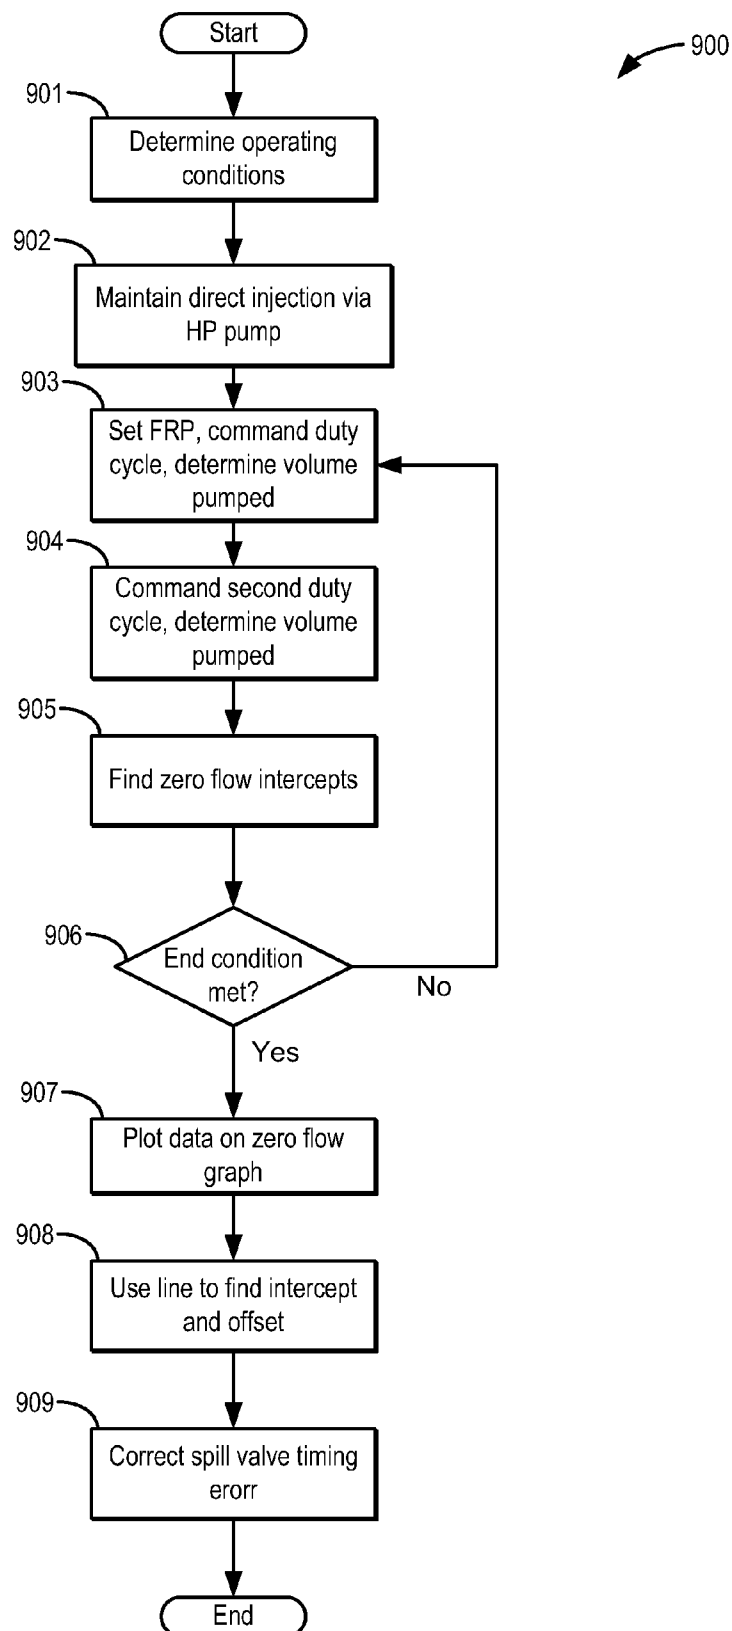 Start
900
901
Determine operating
conditions
902
Maintain direct injection via
HP pump
903
Set FRP, command duty
cycle, determine volume
pumped
904
Command second duty
cycle, determine volume
pumped
905
Find zero flow intercepts
906
End condition
met?
No
Yes
907
Plot data on zero flow
graph
908
Use line to find intercept
and offset
909
Correct spill valve timing
erorr
End